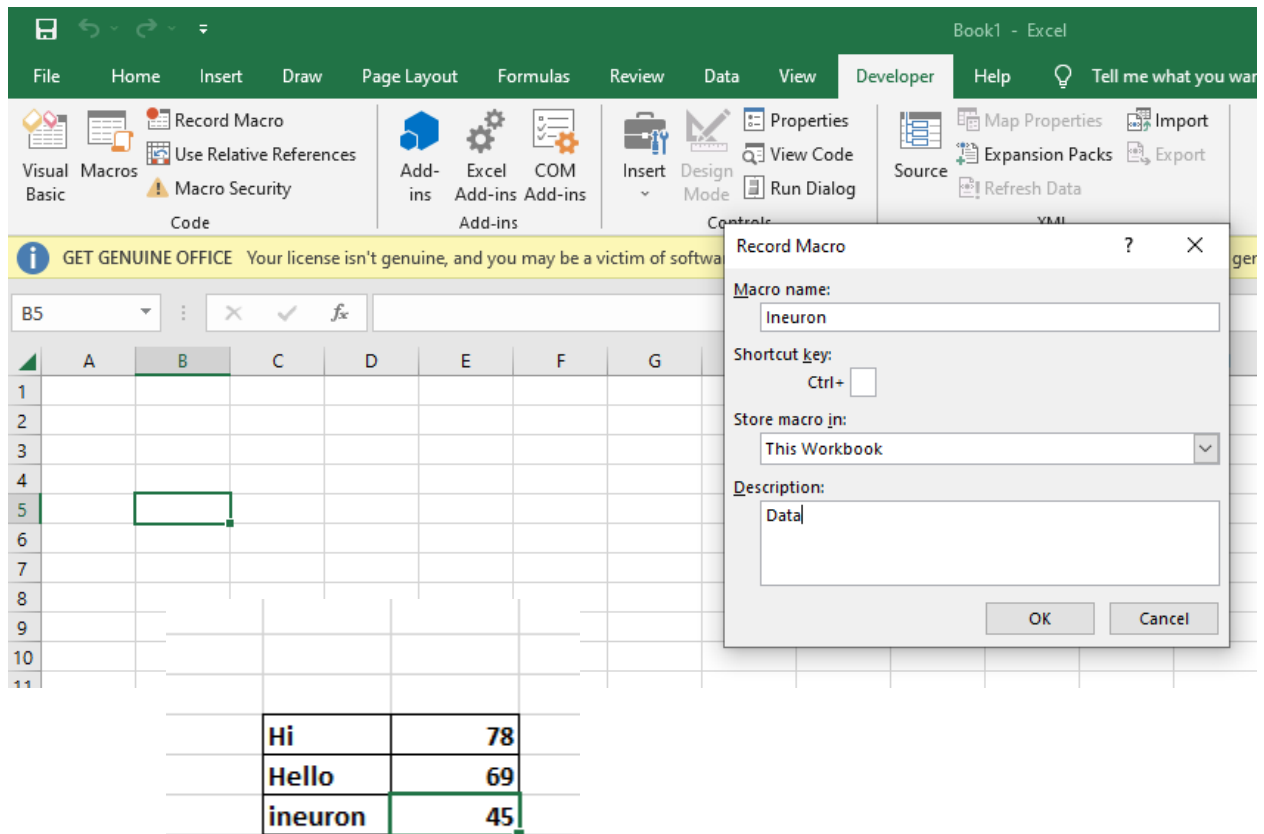 Book1 - Excel
File Home Insert Draw Page Layout Formulas Review Data View Developer Help Tell me what you wan
Visual Basic
Macros
Record Macro
Use Relative References
Macro Security
Code
Add-ins
Excel Add-ins
COM Add-ins
Add-ins
Insert
Design Mode
Properties
View Code
Run Dialog
Controls
Source
Map Properties
Expansion Packs
Refresh Data
Import
Export
XML
GET GENUINE OFFICE Your license isn't genuine, and you may be a victim of softwa
ger
B5
fx
A B C D E F G
1
2
3
4
5
6
7
8
9
10
11
Record Macro ? X
Macro name:
Ineuron
Shortcut key:
Ctrl+
Store macro in:
This Workbook
Description:
Data
OK Cancel
Hi 78
Hello 69
ineuron 45